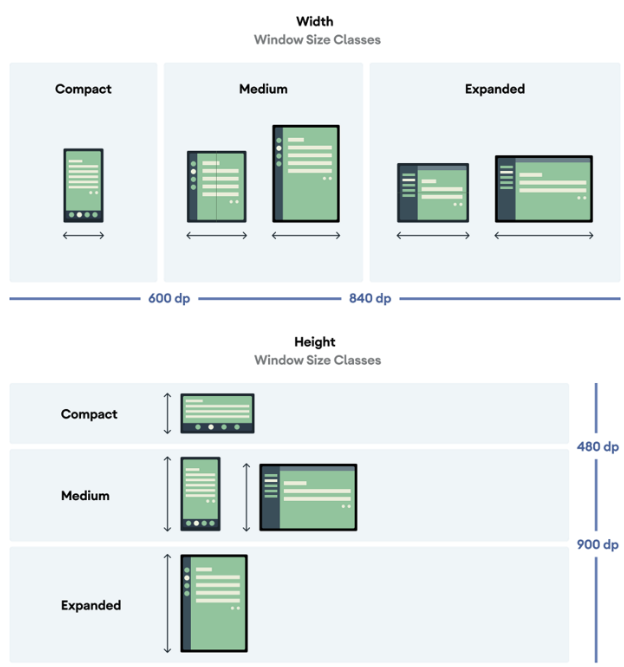 Width
Window Size Classes
Compact
Medium
Expanded
600 dp
840 dp
Height
Window Size Classes
Compact
480 dp
Medium
900 dp
Expanded